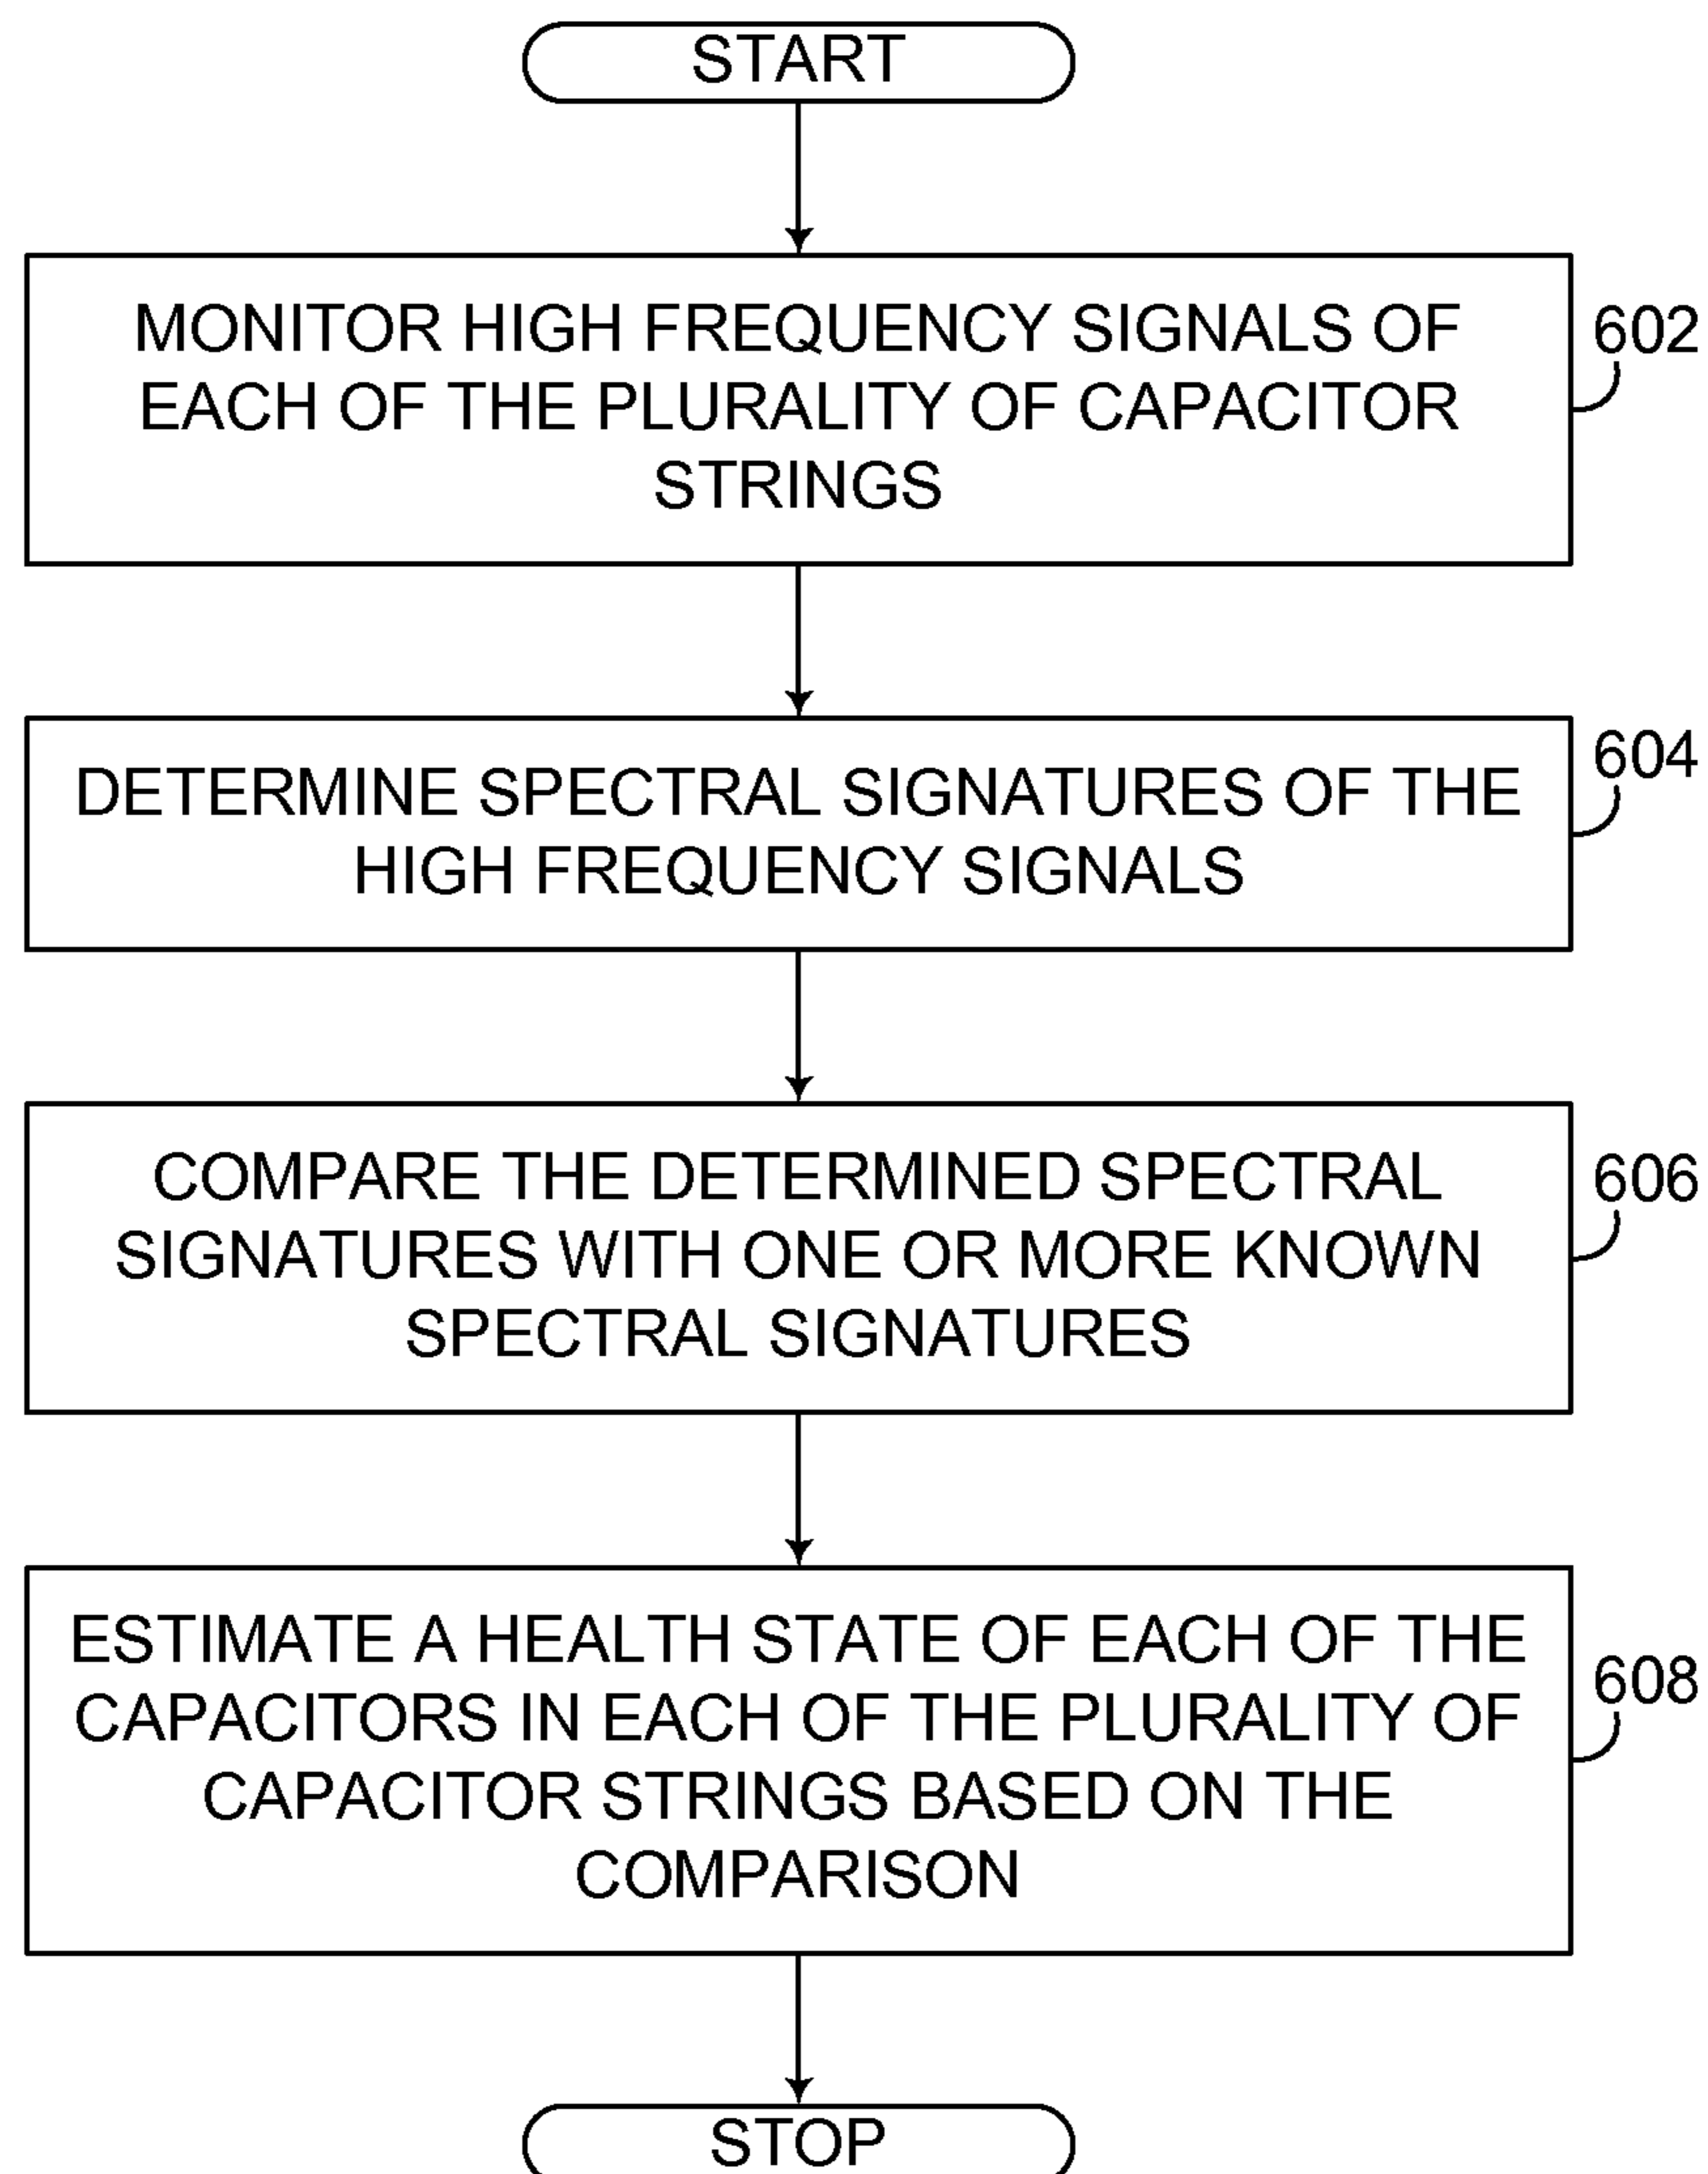 START
MONITOR HIGH FREQUENCY SIGNALS OF
EACH OF THE PLURALITY OF CAPACITOR
STRINGS
602
DETERMINE SPECTRAL SIGNATURES OF THE
HIGH FREQUENCY SIGNALS
604
COMPARE THE DETERMINED SPECTRAL
SIGNATURES WITH ONE OR MORE KNOWN
SPECTRAL SIGNATURES
606
ESTIMATE A HEALTH STATE OF EACH OF THE
CAPACITORS IN EACH OF THE PLURALITY OF
CAPACITOR STRINGS BASED ON THE
COMPARISON
608
STOP